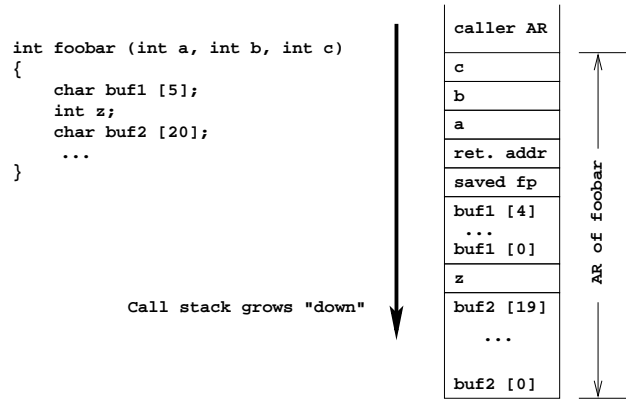 int foobar (int a, int b, int c)
{
char buf1 [5];
int z;
char buf2 [20];
...
}
Call stack grows "down"
caller AR
c
b
a
ret. addr
saved fp
buf1 [4]
...
buf1 [0]
z
buf2 [19]
...
buf2 [0]
AR of foobar